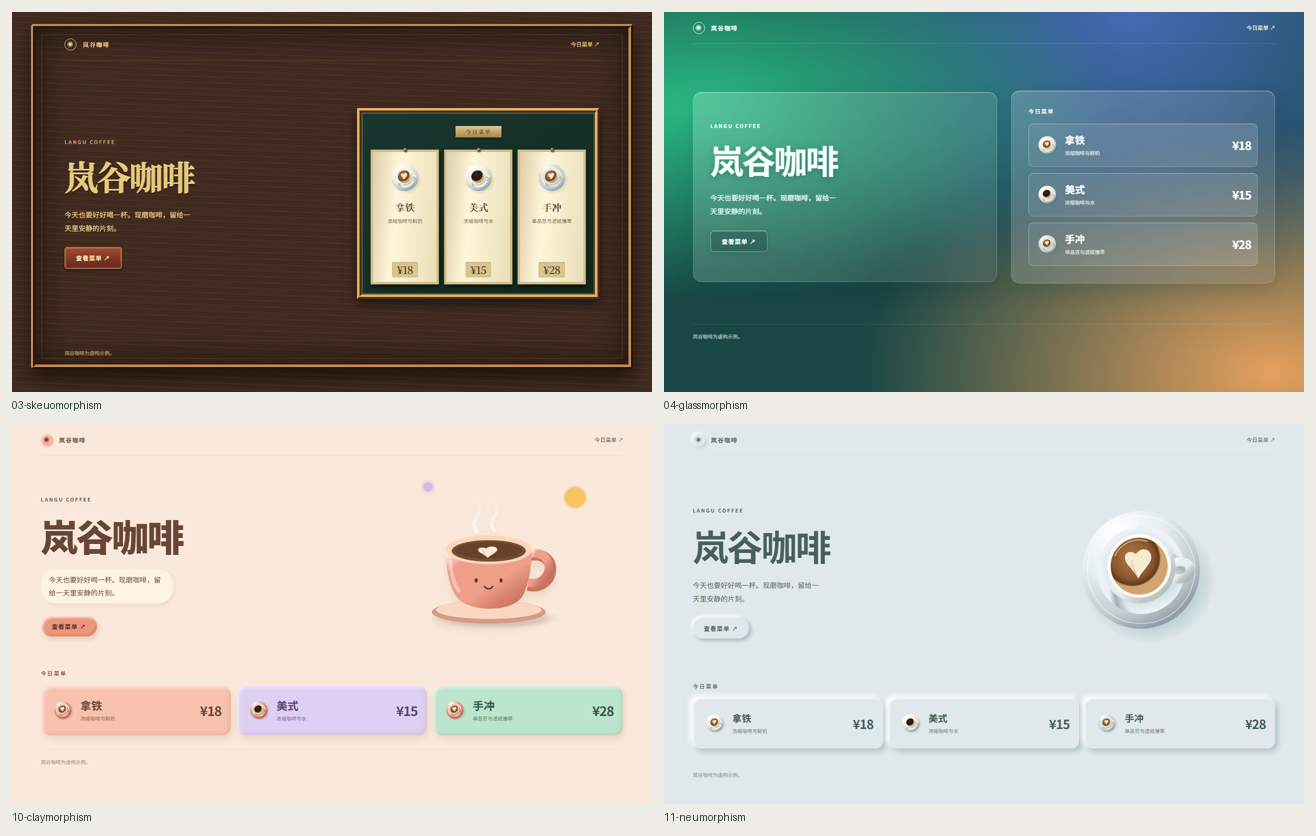 岚谷咖啡
今日菜单 ↗
LANGU COFFEE
岚谷咖啡
今天也要好好喝一杯。现磨咖啡，留给一
天里安静的片刻。
查看菜单 ↗
今日菜单
拿铁
浓缩咖啡与鲜奶
¥18
美式
浓缩咖啡与水
¥15
手冲
单品豆与滤纸慢萃
¥28
岚谷咖啡为虚构示例。
03-skeuomorphism
岚谷咖啡
今日菜单 ↗
LANGU COFFEE
岚谷咖啡
今天也要好好喝一杯。现磨咖啡，留给一
天里安静的片刻。
查看菜单 ↗
今日菜单
拿铁
浓缩咖啡与鲜奶
¥18
美式
浓缩咖啡与水
¥15
手冲
单品豆与滤纸慢萃
¥28
岚谷咖啡为虚构示例。
04-glassmorphism
岚谷咖啡
今日菜单 ↗
LANGU COFFEE
岚谷咖啡
今天也要好好喝一杯。现磨咖啡，留
给一天里安静的片刻。
查看菜单 ↗
今日菜单
拿铁
浓缩咖啡与鲜奶
¥18
美式
浓缩咖啡与水
¥15
手冲
单品豆与滤纸慢萃
¥28
岚谷咖啡为虚构示例。
10-claymorphism
岚谷咖啡
今日菜单 ↗
LANGU COFFEE
岚谷咖啡
今天也要好好喝一杯。现磨咖啡，留给一
天里安静的片刻。
查看菜单 ↗
今日菜单
拿铁
浓缩咖啡与鲜奶
¥18
美式
浓缩咖啡与水
¥15
手冲
单品豆与滤纸慢萃
¥28
岚谷咖啡为虚构示例。
11-neumorphism